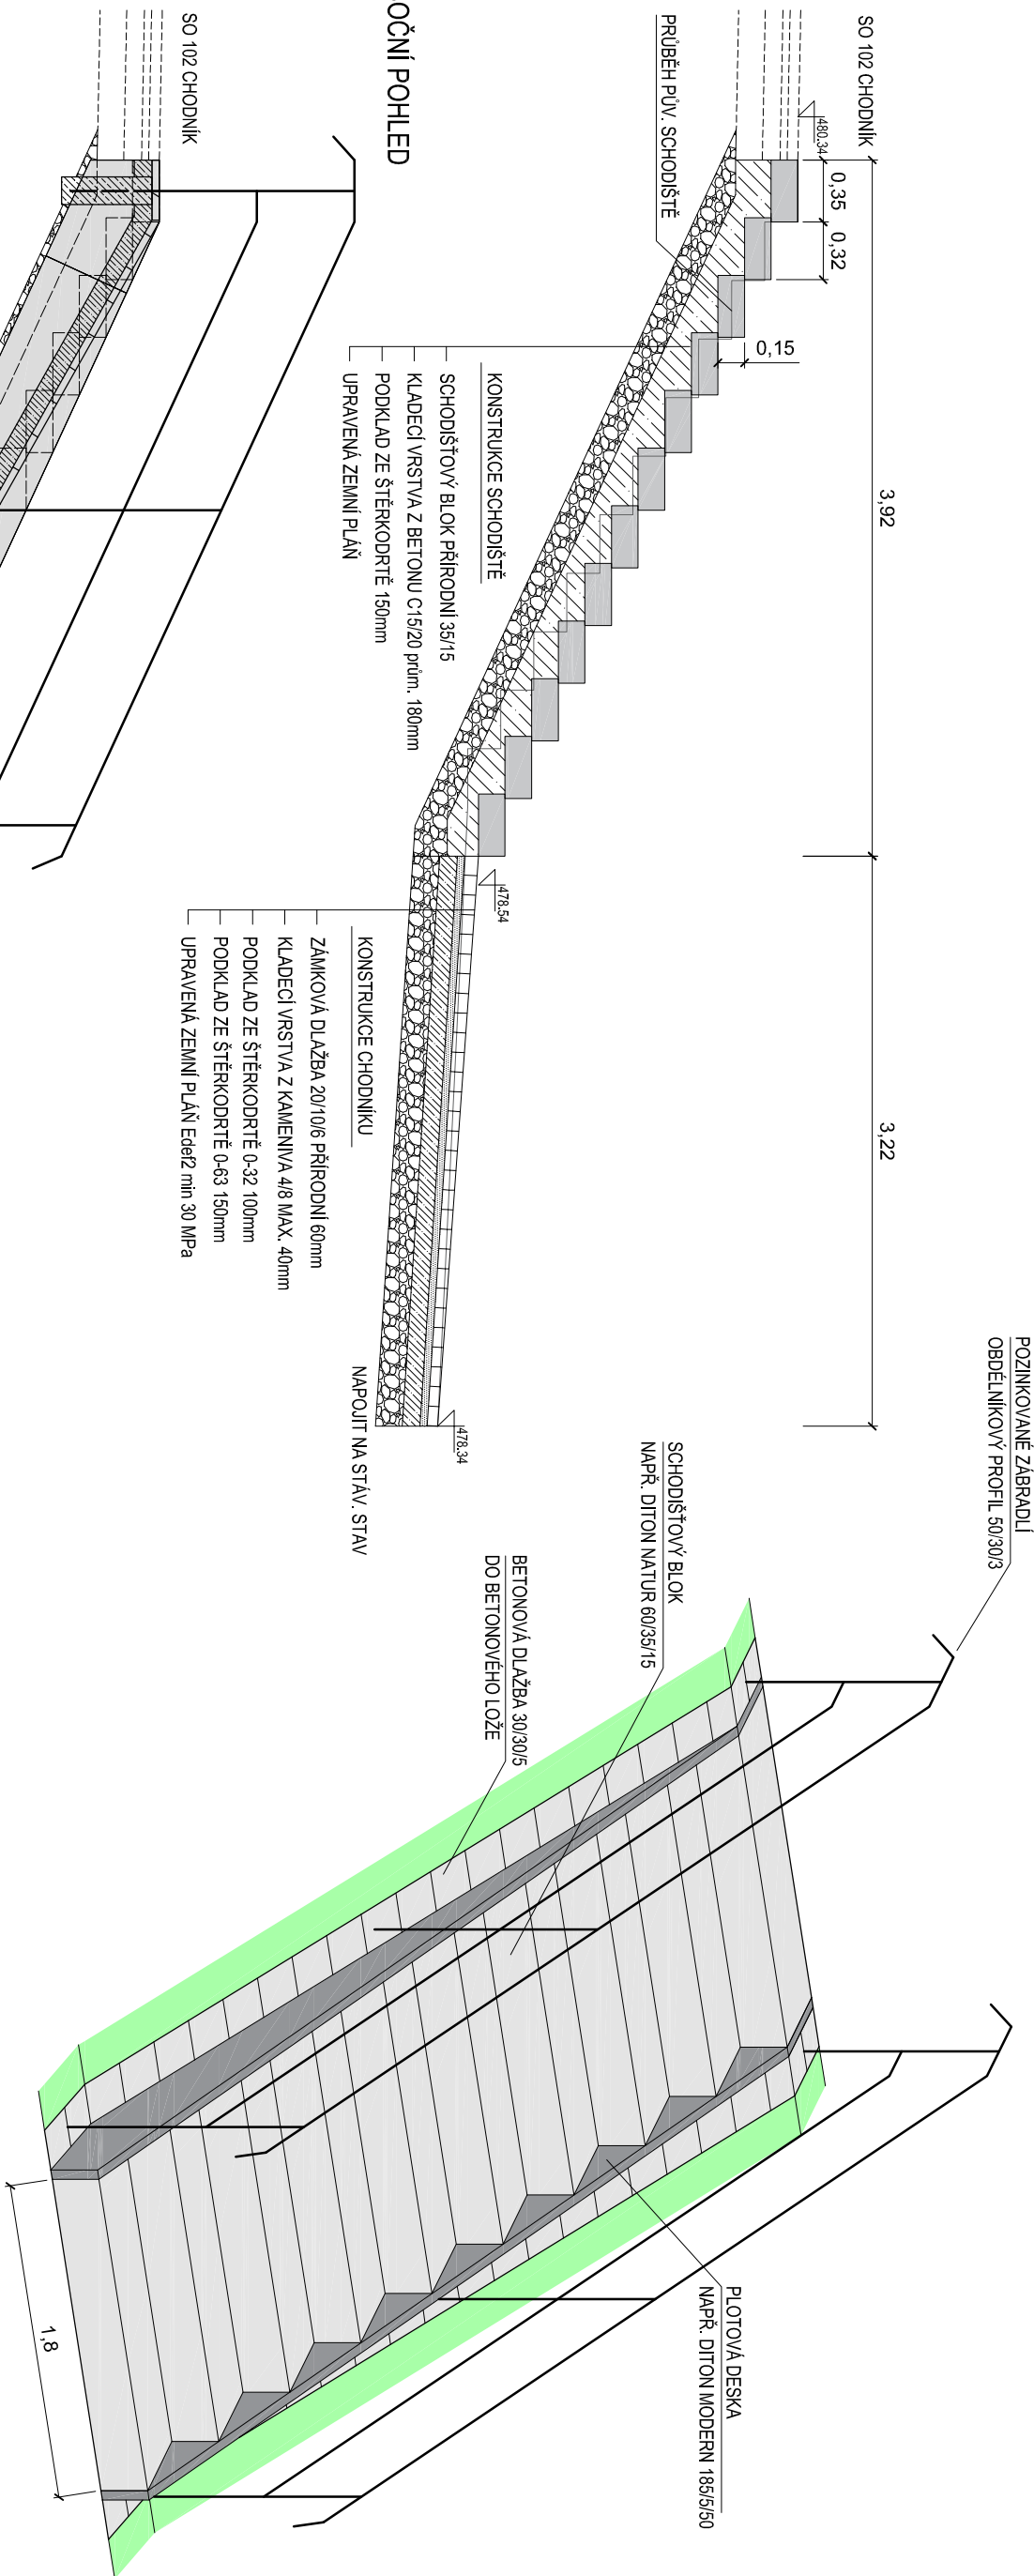 SO 102 CHODNÍK
480.34
0,35
0,32
0,15
3,92
3,22
PRŮBĚH PŮV. SCHODIŠTĚ
KONSTRUKCE SCHODIŠTĚ
SCHODIŠŤOVÝ BLOK PŘÍRODNÍ 35/15
KLADECÍ VRSTVA Z BETONU C15/20 prům. 180mm
PODKLAD ZE ŠTĚRKODRTĚ 150mm
UPRAVENÁ ZEMNÍ PLÁŇ
478.54
KONSTRUKCE CHODNÍKU
ZÁMKOVÁ DLAŽBA 20/10/6 PŘÍRODNÍ 60mm
KLADECÍ VRSTVA Z KAMENIVA 4/8 MAX. 40mm
PODKLAD ZE ŠTĚRKODRTĚ 0-32 100mm
PODKLAD ZE ŠTĚRKODRTĚ 0-63 150mm
UPRAVENÁ ZEMNÍ PLÁŇ Edef2 min 30 MPa
478.34
NAPOJIT NA STÁV. STAV
OČNÍ POHLED
SO 102 CHODNÍK
POZINKOVANÉ ZÁBRADLÍ
OBDÉLNÍKOVÝ PROFIL 50/30/3
SCHODIŠŤOVÝ BLOK
NAPŘ. DITON NATUR 60/35/15
BETONOVÁ DLAŽBA 30/30/5
DO BETONOVÉHO LOŽE
PLOTOVÁ DESKA
NAPŘ. DITON MODERN 185/5/50
1,8